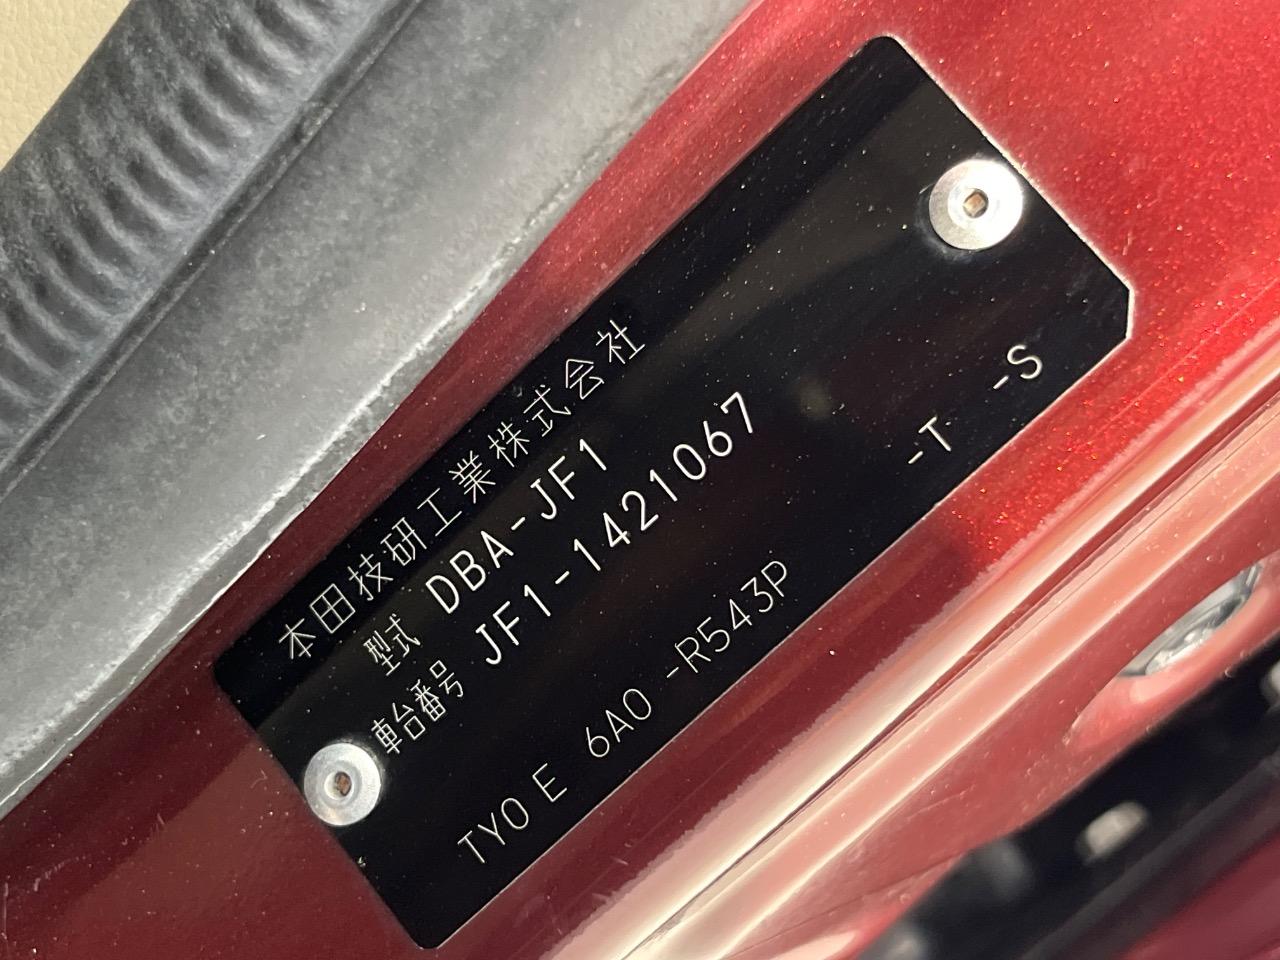 本田技研工業株式会社
型式 DBA-JF1
車台番号 JF1-1421067
-T -S
TY0 E 6A0 -R543P